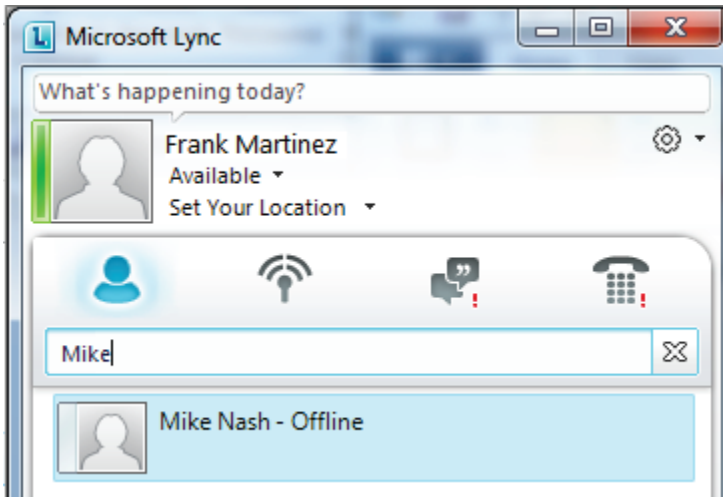 Microsoft Lync
What's happening today?
Frank Martinez
Available
Set Your Location
Mike
Mike Nash - Offline